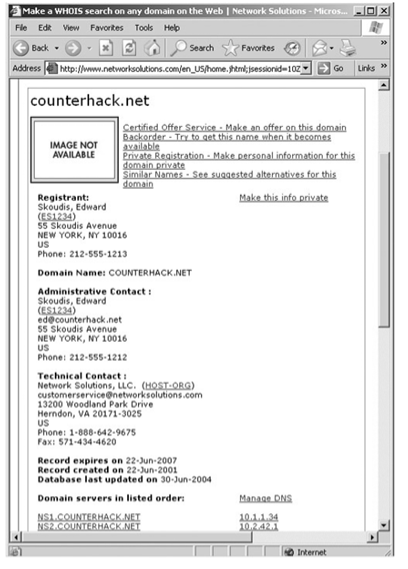 Make a WHOIS search on any domain on the Web | Network Solutions - Micros...
File Edit View Favorites Tools Help
Back Search Favorites »
Address http://www.networksolutions.com/en_US/home.jhtml;jsessionid=10Z Go Links »
counterhack.net
IMAGE NOT
AVAILABLE
Certified Offer Service - Make an offer on this domain
Backorder - Try to get this name when it becomes
available
Private Registration - Make personal information for this
domain private
Similar Names - See suggested alternatives for this
domain
Registrant: Make this info private
Skoudis, Edward
(ES1234)
55 Skoudis Avenue
NEW YORK, NY 10016
US
Phone: 212-555-1213
Domain Name: COUNTERHACK.NET
Administrative Contact :
Skoudis, Edward
(ES1234)
ed@counterhack.net
55 Skoudis Avenue
NEW YORK, NY 10016
US
Phone: 212-555-1212
Technical Contact :
Network Solutions, LLC. (HOST-ORG)
customerservice@networksolutions.com
13200 Woodland Park Drive
Herndon, VA 20171-3025
US
Phone: 1-888-642-9675
Fax: 571-434-4620
Record expires on 22-Jun-2007
Record created on 22-Jun-2001
Database last updated on 30-Jun-2004
Domain servers in listed order: Manage DNS
NS1.COUNTERHACK.NET 10.1.1.34
NS2.COUNTERHACK.NET 10.2.42.1
Internet